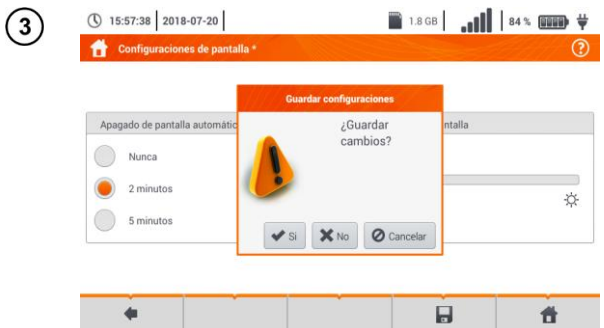 3
15:57:38 2018-07-20 1.8 GB 84 %
Configuraciones de pantalla * ?
Guardar configuraciones
Apagado de pantalla automátic ntalla
¿Guardar
cambios?
Nunca
2 minutos
5 minutos
Si No Cancelar